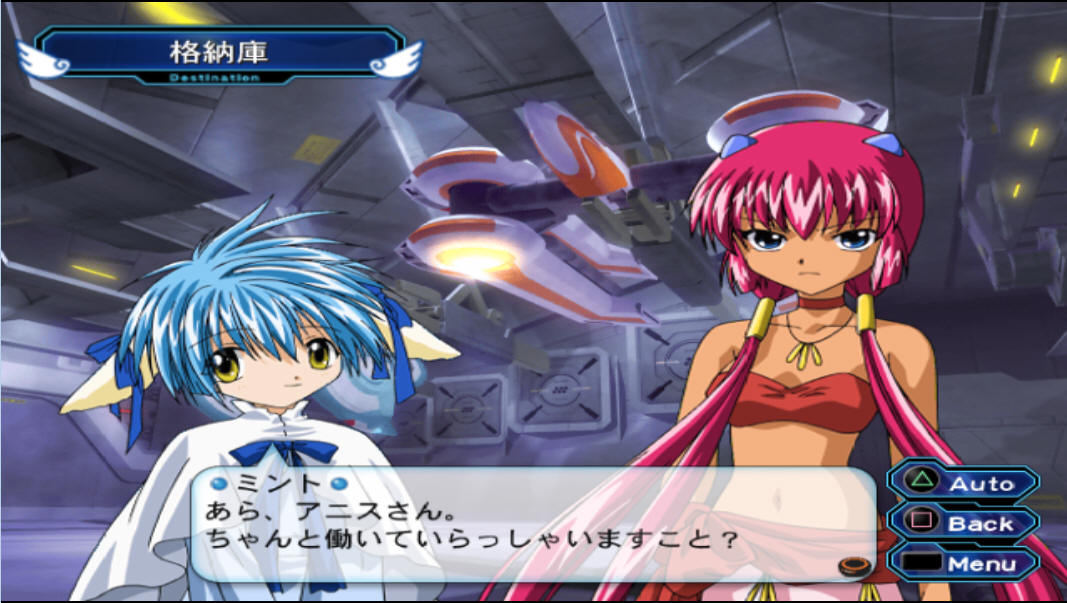 格納庫
Destination
ミント
あら、アニスさん。
ちゃんと働いていらっしゃいますこと？
Auto
Back
Menu